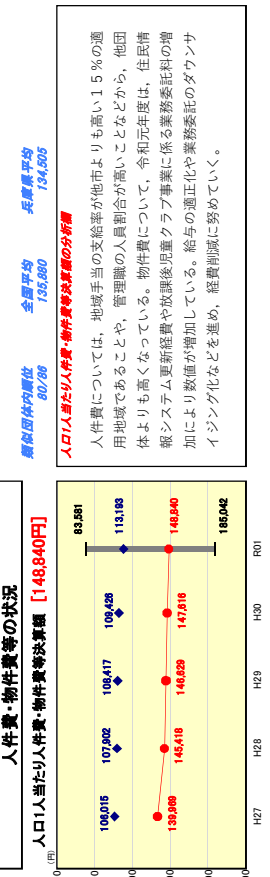 人件費・物件費等の状況
人口1人当たり人件費・物件費等決算額 [148,840円]
(円)
0
0
0
0
0
00
83,581
106,015
107,902
108,417
109,426
113,193
139,969
145,418
146,629
147,616
148,840
185,042
H27
H28
H29
H30
R01
類似団体内順位
80/86
全国平均
135,880
兵庫県平均
134,505
人口1人当たり人件費・物件費等決算額の分析欄
人件費については，地域手当の支給率が他市よりも高い１５％の適
用地域であることや，管理職の人員割合が高いことなどから，他団
体よりも高くなっている。物件費について，令和元年度は，住民情
報システム更新経費や放課後児童クラブ事業に係る業務委託料の増
加により数値が増加している。給与の適正化や業務委託のダウンサ
イジング化などを進め，経費削減に努めていく。